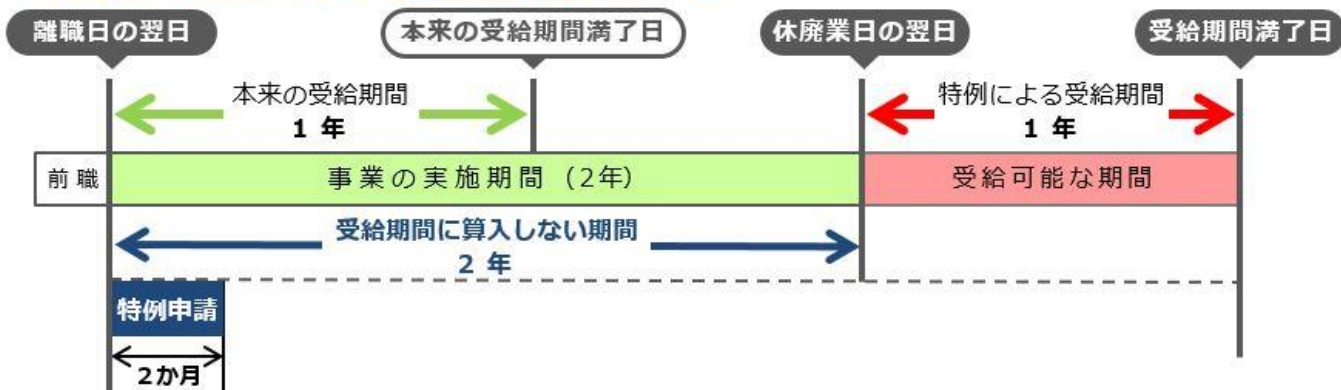 離職日の翌日
本来の受給期間満了日
休廃業日の翌日
受給期間満了日
本来の受給期間
1 年
特例による受給期間
1 年
前職
事業の実施期間（2年）
受給可能な期間
受給期間に算入しない期間
2 年
特例申請
2か月